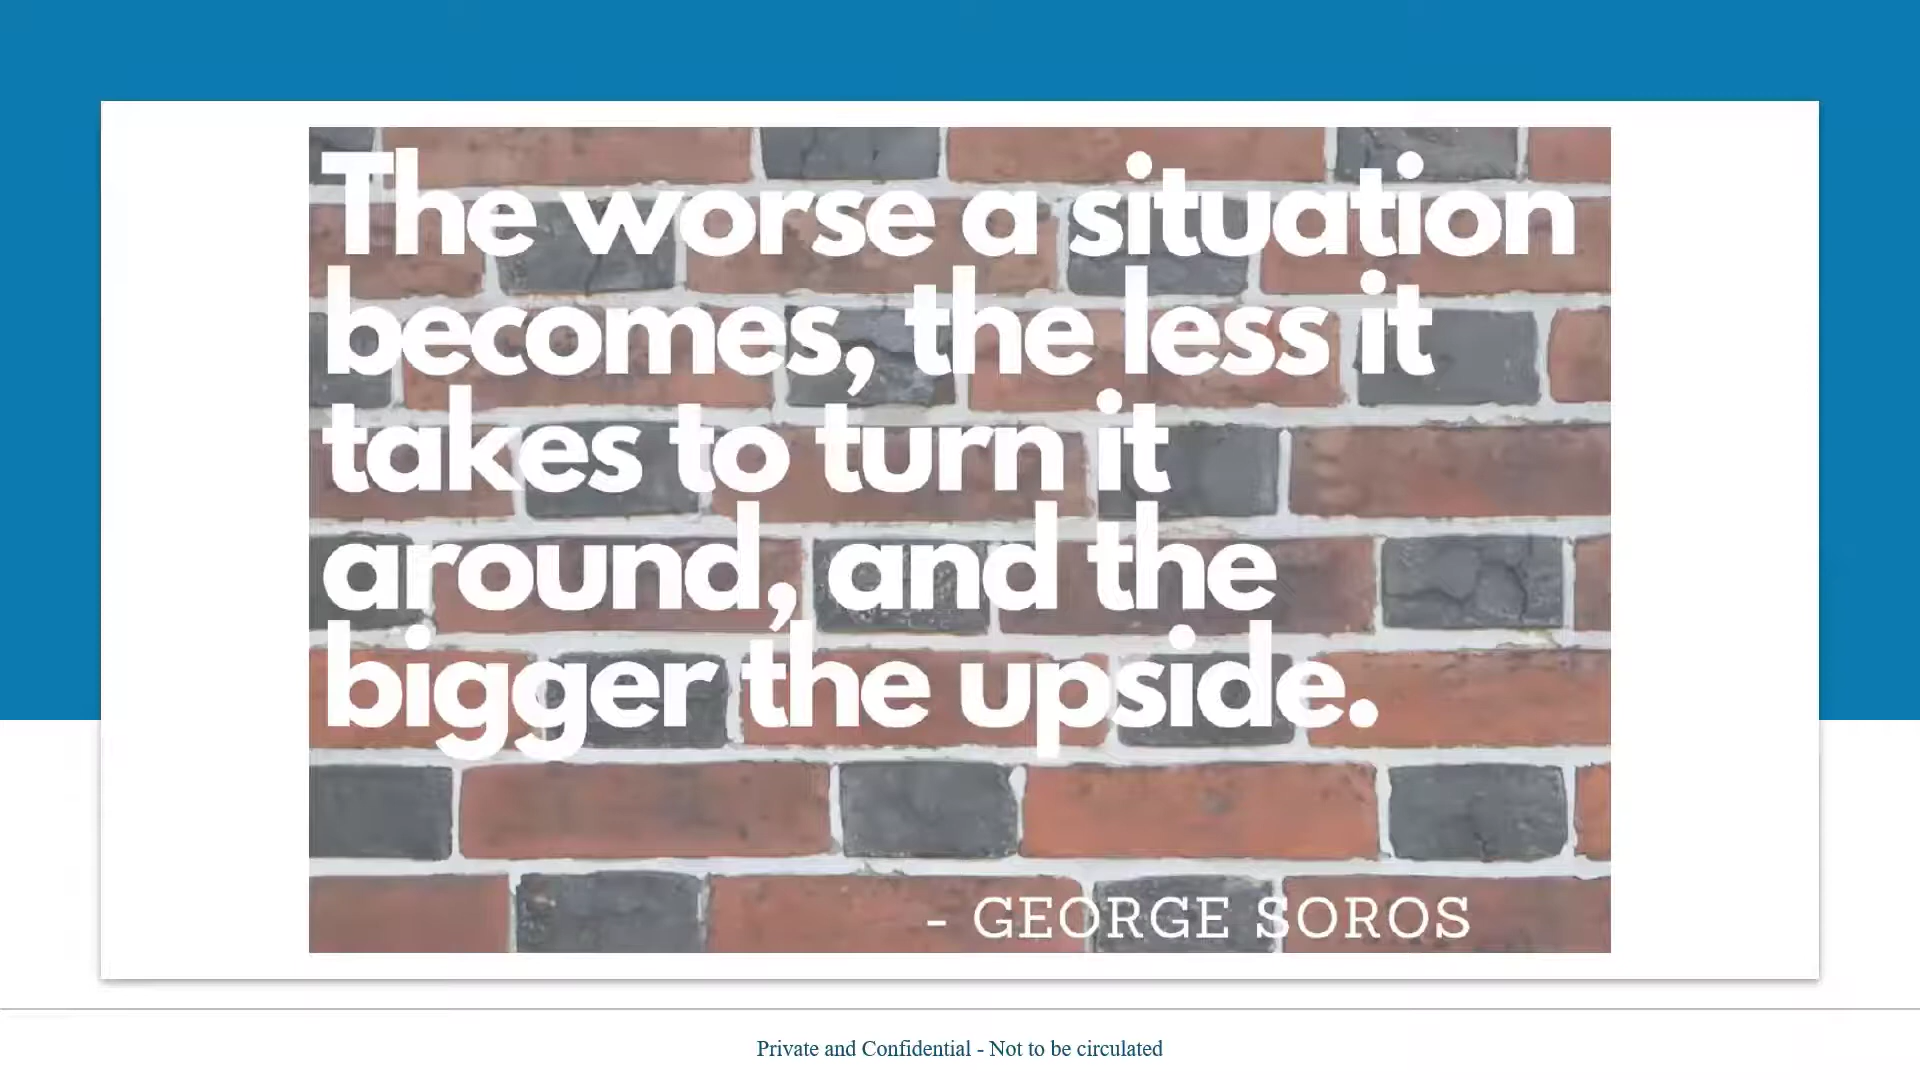 The worse a situation
becomes, the less it
takes to turn it
around, and the
bigger the upside.
- GEORGE SOROS
Private and Confidential - Not to be circulated